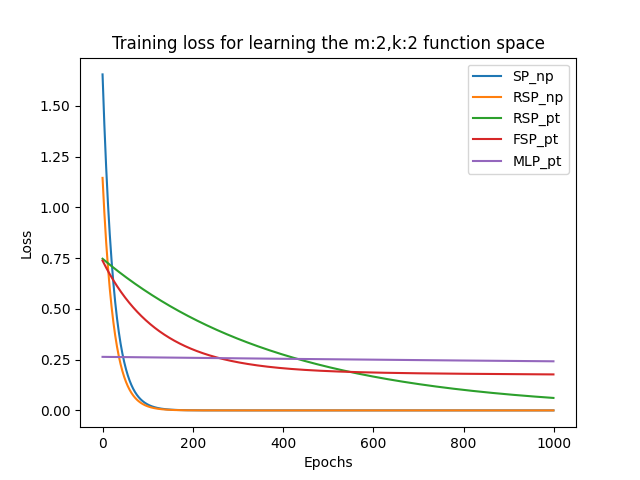 Training loss for learning the m:2,k:2 function space
SP_np
RSP_np
RSP_pt
FSP_pt
MLP_pt
1.50
1.25
1.00
0.75
0.50
0.25
0.00
Loss
0 200 400 600 800 1000
Epochs